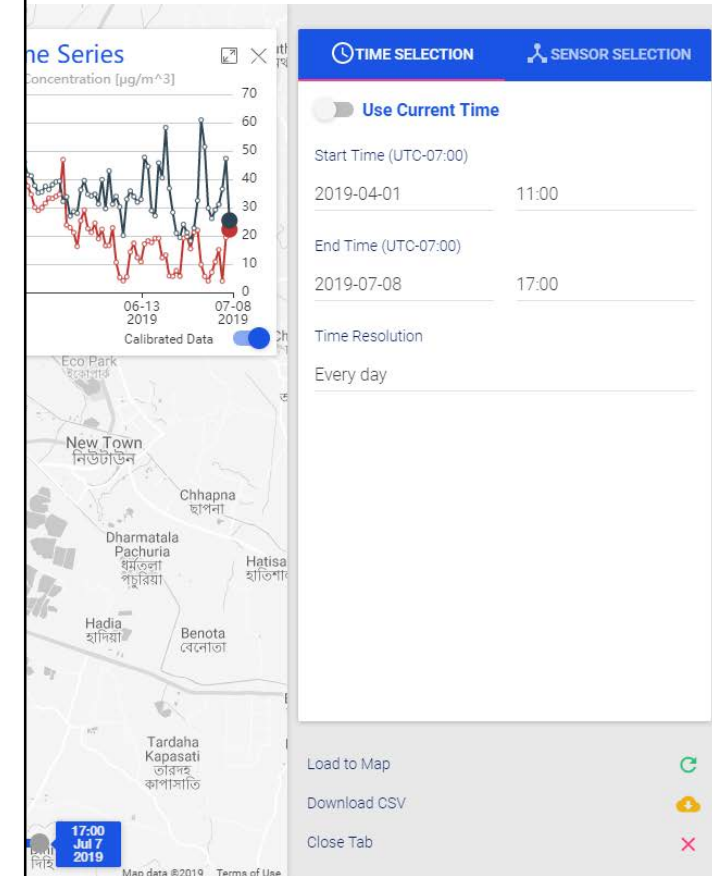 ne Series
Concentration [µg/m^3]
70
60
50
40
30
20
10
0
06-13
2019
07-08
2019
Calibrated Data
Eco Park
ইকোপার্ক
New Town
নিউটাউন
Chhapna
ছাপনা
Dharmatala
Pachuria
ধর্মতলা
পচুরিয়া
Hatisa
হাতিশা
Hadia
হাদিয়া
Benota
বেনোতা
Tardaha
Kapasati
তারদহ
কাপাসাতি
দিহি
17:00
Jul 7
2019
Map data ©2019 Terms of Use
TIME SELECTION
SENSOR SELECTION
Use Current Time
Start Time (UTC-07:00)
2019-04-01 11:00
End Time (UTC-07:00)
2019-07-08 17:00
Time Resolution
Every day
Load to Map
Download CSV
Close Tab